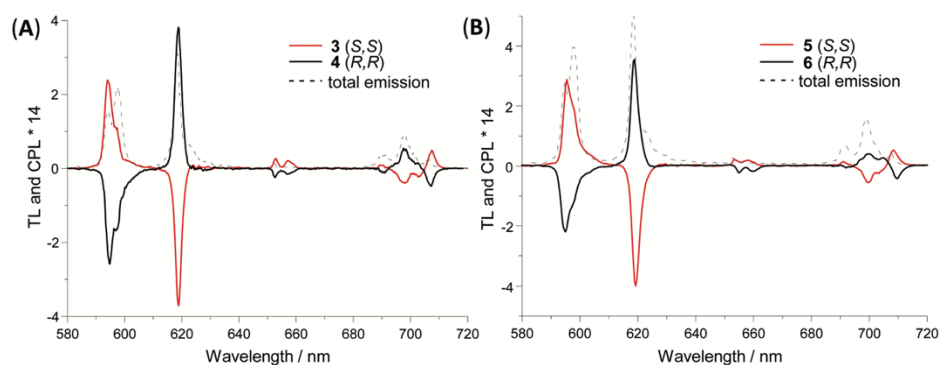 (A)
3 (S,S)
4 (R,R)
total emission
TL and CPL * 14
4
2
0
-2
-4
580 600 620 640 660 680 700 720
Wavelength / nm
(B)
5 (S,S)
6 (R,R)
total emission
TL and CPL * 14
4
2
0
-2
-4
580 600 620 640 660 680 700 720
Wavelength / nm